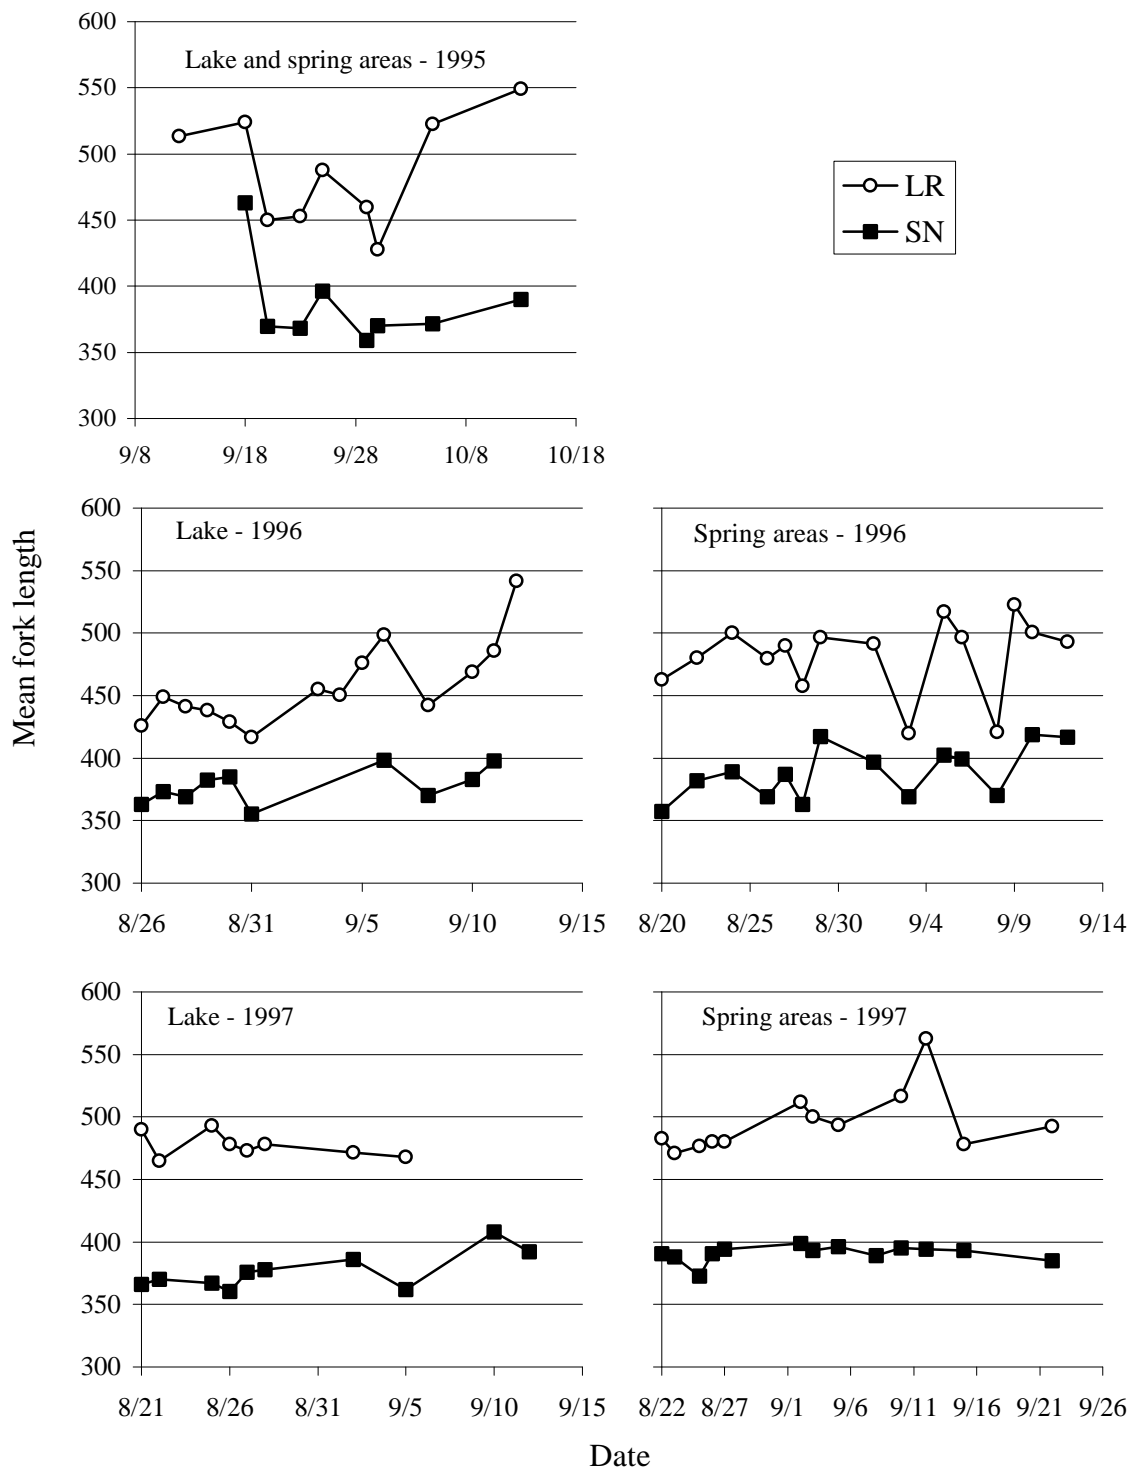 600
Lake and spring areas - 1995
550
500
450
400
350
300
9/8 9/18 9/28 10/8 10/18
LR
SN
Mean fork length
600
Lake - 1996
550
500
450
400
350
300
8/26 8/31 9/5 9/10 9/15
Spring areas - 1996
8/20 8/25 8/30 9/4 9/9 9/14
600
Lake - 1997
550
500
450
400
350
300
8/21 8/26 8/31 9/5 9/10 9/15
Spring areas - 1997
8/22 8/27 9/1 9/6 9/11 9/16 9/21 9/26
Date